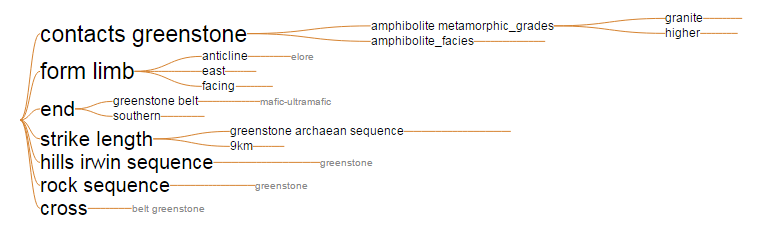 contacts greenstone
amphibolite metamorphic_grades
granite
higher
amphibolite_facies
form limb
anticline
elore
east
facing
end
greenstone belt
mafic-ultramafic
southern
strike length
greenstone archaean sequence
9km
hills irwin sequence
greenstone
rock sequence
greenstone
cross
belt greenstone